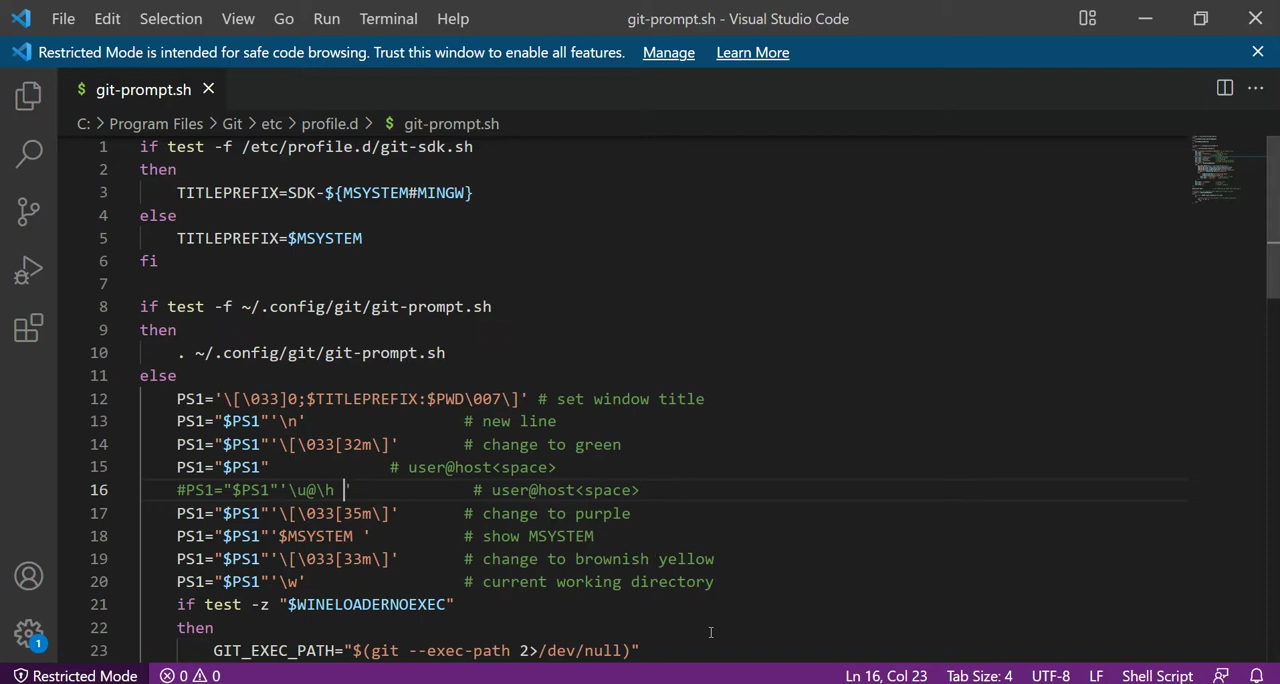 File Edit Selection View Go Run Terminal Help git-prompt.sh - Visual Studio Code
Restricted Mode is intended for safe code browsing. Trust this window to enable all features. Manage Learn More
$ git-prompt.sh
C: > Program Files > Git > etc > profile.d > $ git-prompt.sh
1 if test -f /etc/profile.d/git-sdk.sh
2 then
3 TITLEPREFIX=SDK-${MSYSTEM#MINGW}
4 else
5 TITLEPREFIX=$MSYSTEM
6 fi
7
8 if test -f ~/.config/git/git-prompt.sh
9 then
10 . ~/.config/git/git-prompt.sh
11 else
12 PS1='\[\033]0;$TITLEPREFIX:$PWD\007\]' # set window title
13 PS1="$PS1"'\n' # new line
14 PS1="$PS1"'\[\033[32m\]' # change to green
15 PS1="$PS1" # user@host<space>
16 #PS1="$PS1"'\u@\h ' # user@host<space>
17 PS1="$PS1"'\[\033[35m\]' # change to purple
18 PS1="$PS1"'$MSYSTEM ' # show MSYSTEM
19 PS1="$PS1"'\[\033[33m\]' # change to brownish yellow
20 PS1="$PS1"'\w' # current working directory
21 if test -z "$WINELOADERNOEXEC"
22 then
23 GIT_EXEC_PATH="$(git --exec-path 2>/dev/null)"
1
Restricted Mode 0 0 Ln 16, Col 23 Tab Size: 4 UTF-8 LF Shell Script